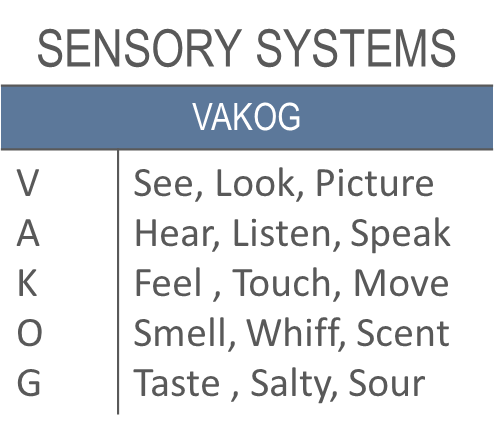 SENSORY SYSTEMS
VAKOG
V See, Look, Picture
A Hear, Listen, Speak
K Feel , Touch, Move
O Smell, Whiff, Scent
G Taste , Salty, Sour